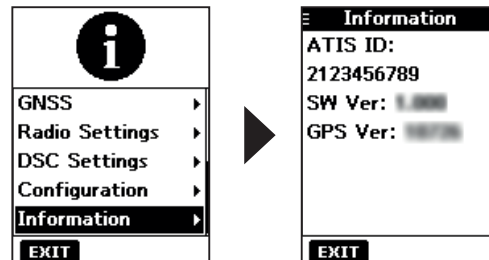 GNSS
Radio Settings
DSC Settings
Configuration
Information
EXIT
Information
ATIS ID:
2123456789
SW Ver:
GPS Ver:
EXIT